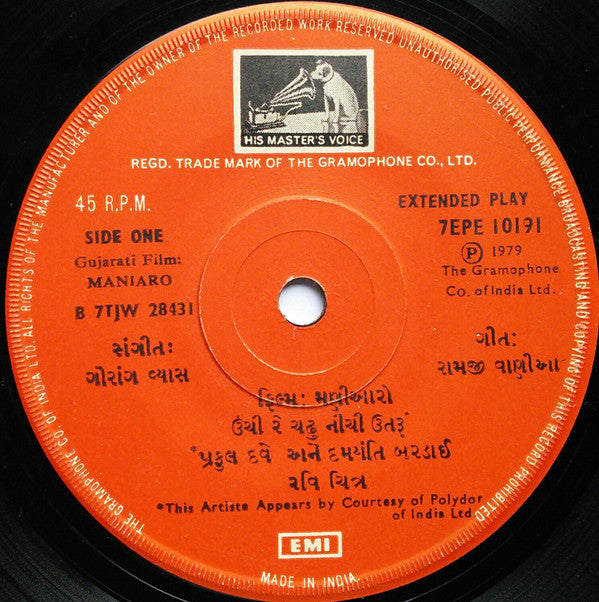 THE GRAMOPHONE CO. OF INDIA LTD. ALL RIGHTS OF THE MANUFACTURER AND OF THE OWNER OF THE RECORDED WORK RESERVED UNAUTHORISED PUBLIC PERFORMANCE BROADCASTING AND COPYING OF THIS RECORD PROHIBITED
HIS MASTER'S VOICE
REGD. TRADE MARK OF THE GRAMOPHONE CO., LTD.
45 R.P.M.
EXTENDED PLAY
SIDE ONE
7EPE 10191
Gujarati Film:
Ⓟ 1979
MANIARO
The Gramophone
Co. of India Ltd.
B 7TJW 28431
સંગીતઃ
ગીતઃ
ગોરાંગ વ્યાસ
રામજી વાણીઆ
ફિલ્મઃ મણીઆરો
ઉંચી રે ચઢુ નીચી ઉતરૂં
*પ્રફુલ દવે અને દમયંતિ બરડાઈ
રવિ ચિત્ર
*This Artiste Appears by Courtesy of Polydor
of India Ltd.
EMI
MADE IN INDIA